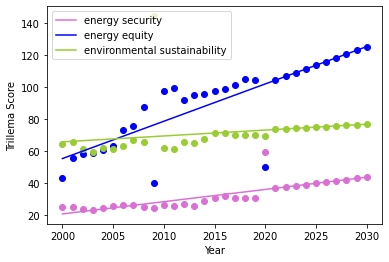 energy security
energy equity
environmental sustainability
Trillema Score
140
120
100
80
60
40
20
2000 2005 2010 2015 2020 2025 2030
Year